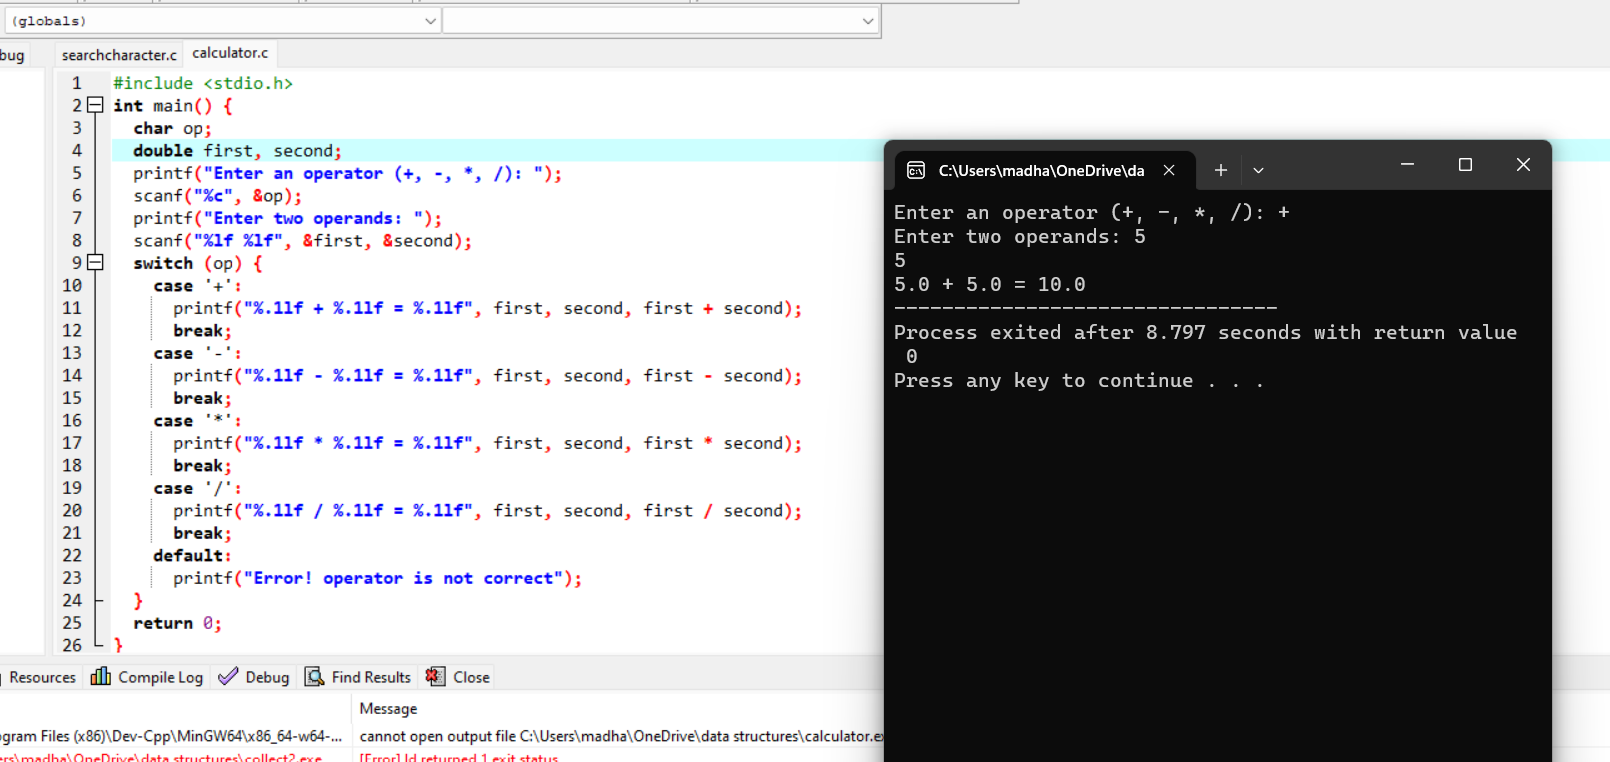 (globals)
bug searchcharacter.c calculator.c
1 #include <stdio.h>
2 int main() {
3 char op;
4 double first, second;
5 printf("Enter an operator (+, -, *, /): ");
6 scanf("%c", &op);
7 printf("Enter two operands: ");
8 scanf("%lf %lf", &first, &second);
9 switch (op) {
10 case '+':
11 printf("%.1lf + %.1lf = %.1lf", first, second, first + second);
12 break;
13 case '-':
14 printf("%.1lf - %.1lf = %.1lf", first, second, first - second);
15 break;
16 case '*':
17 printf("%.1lf * %.1lf = %.1lf", first, second, first * second);
18 break;
19 case '/':
20 printf("%.1lf / %.1lf = %.1lf", first, second, first / second);
21 break;
22 default:
23 printf("Error! operator is not correct");
24 }
25 return 0;
26 }
C:\Users\madha\OneDrive\da
Enter an operator (+, -, *, /): +
Enter two operands: 5
5
5.0 + 5.0 = 10.0
--------------------------------
Process exited after 8.797 seconds with return value
0
Press any key to continue . . .
Resources Compile Log Debug Find Results Close
Message
ogram Files (x86)\Dev-Cpp\MinGW64\x86_64-w64-... cannot open output file C:\Users\madha\OneDrive\data structures\calculator.ex
ers\madha\OneDrive\data structures\collect2.exe [Error] ld returned 1 exit status